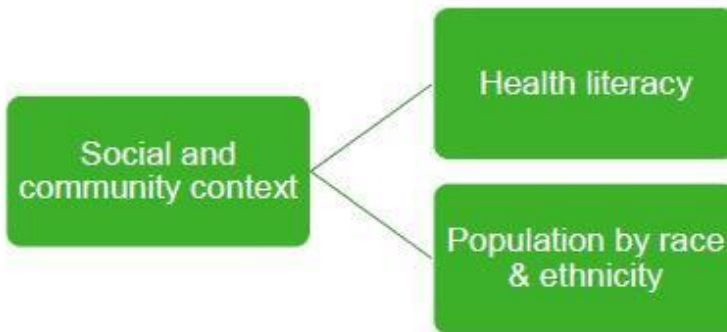 Social and
community context
Health literacy
Population by race
& ethnicity